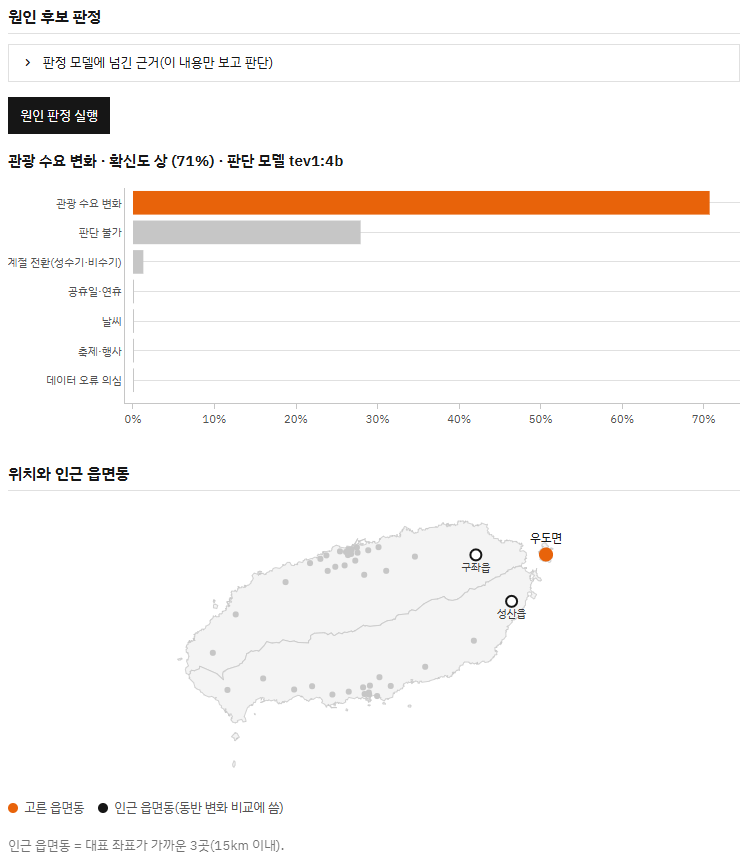 원인 후보 판정
판정 모델에 넘긴 근거(이 내용만 보고 판단)
원인 판정 실행
관광 수요 변화 · 확신도 상 (71%) · 판단 모델 tev1:4b
관광 수요 변화
판단 불가
계절 전환(성수기·비수기)
공휴일·연휴
날씨
축제·행사
데이터 오류 의심
0% 10% 20% 30% 40% 50% 60% 70%
위치와 인근 읍면동
우도면
구좌읍
성산읍
고른 읍면동 인근 읍면동(동반 변화 비교에 씀)
인근 읍면동 = 대표 좌표가 가까운 3곳(15km 이내).